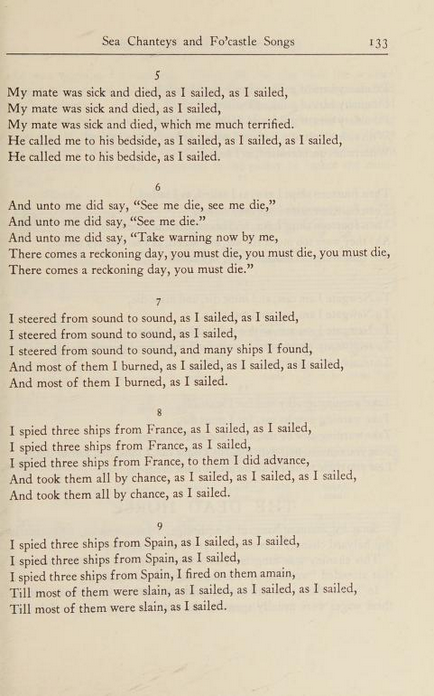 Sea Chanteys and Fo'castle Songs 133
5
My mate was sick and died, as I sailed, as I sailed,
My mate was sick and died, as I sailed,
My mate was sick and died, which me much terrified.
He called me to his bedside, as I sailed, as I sailed, as I sailed,
He called me to his bedside, as I sailed.
6
And unto me did say, "See me die, see me die,"
And unto me did say, "See me die."
And unto me did say, "Take warning now by me,
There comes a reckoning day, you must die, you must die, you must die,
There comes a reckoning day, you must die."
7
I steered from sound to sound, as I sailed, as I sailed,
I steered from sound to sound, as I sailed,
I steered from sound to sound, and many ships I found,
And most of them I burned, as I sailed, as I sailed, as I sailed,
And most of them I burned, as I sailed.
8
I spied three ships from France, as I sailed, as I sailed,
I spied three ships from France, as I sailed,
I spied three ships from France, to them I did advance,
And took them all by chance, as I sailed, as I sailed, as I sailed,
And took them all by chance, as I sailed.
9
I spied three ships from Spain, as I sailed, as I sailed,
I spied three ships from Spain, as I sailed,
I spied three ships from Spain, I fired on them amain,
Till most of them were slain, as I sailed, as I sailed, as I sailed,
Till most of them were slain, as I sailed.